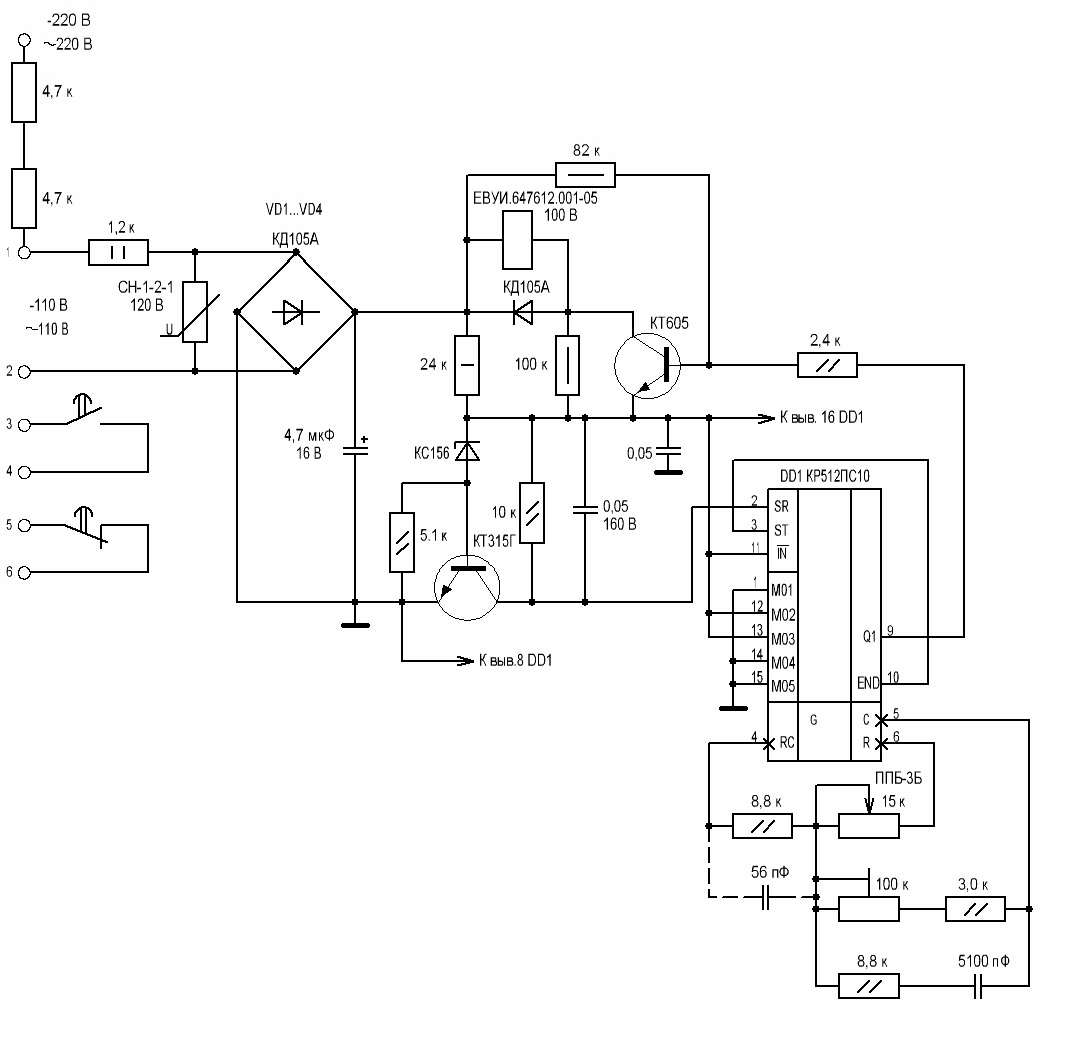 -220 В
~220 В
4,7 к
4,7 к
1
1,2 к
VD1...VD4
КД105А
СН-1-2-1
120 В
U
-110 В
~110 В
2
3
4
5
6
82 к
ЕВУИ.647612.001-05
100 В
КД105А
КТ605
2,4 к
24 к
100 к
К выв. 16 DD1
4,7 мкФ
16 В
+
КС156
0,05
10 к
0,05
160 В
5.1 к
КТ315Г
К выв.8 DD1
DD1 КР512ПС10
2 SR
3 ST
11 IN
1 M01
12 M02
13 M03
14 M04
15 M05
Q1 9
END 10
G
C 5
R 6
4 RC
ППБ-3Б
8,8 к
15 к
56 пФ
100 к
3,0 к
8,8 к
5100 пФ